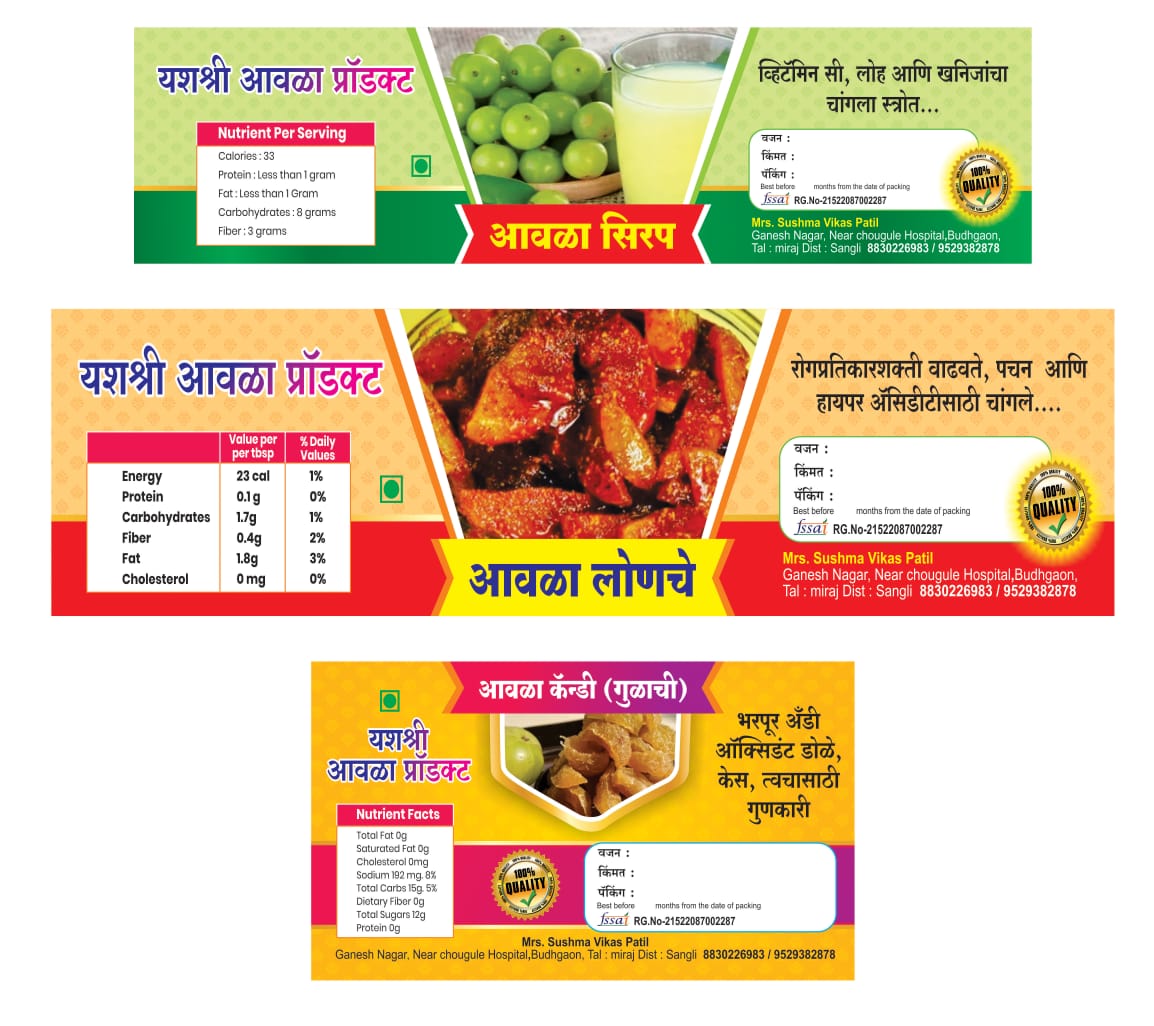 यशश्री आवळा प्रॉडक्ट
Nutrient Per Serving
Calories : 33
Protein : Less than 1 gram
Fat : Less than 1 Gram
Carbohydrates : 8 grams
Fiber : 3 grams
आवळा सिरप
व्हिटॅमिन सी, लोह आणि खनिजांचा
चांगला स्त्रोत...
वजन :
किंमत :
पॅकिंग :
Best before months from the date of packing
fssai RG.No-21522087002287
100%
QUALITY
Mrs. Sushma Vikas Patil
Ganesh Nagar, Near chougule Hospital,Budhgaon,
Tal : miraj Dist : Sangli 8830226983 / 9529382878
यशश्री आवळा प्रॉडक्ट
Value per per tbsp % Daily Values
Energy 23 cal 1%
Protein 0.1 g 0%
Carbohydrates 1.7g 1%
Fiber 0.4g 2%
Fat 1.8g 3%
Cholesterol 0 mg 0%
आवळा लोणचे
रोगप्रतिकारशक्ती वाढवते, पचन आणि
हायपर ॲसिडीटीसाठी चांगले....
वजन :
किंमत :
पॅकिंग :
Best before months from the date of packing
fssai RG.No-21522087002287
100%
QUALITY
Mrs. Sushma Vikas Patil
Ganesh Nagar, Near chougule Hospital,Budhgaon,
Tal : miraj Dist : Sangli 8830226983 / 9529382878
आवळा कॅन्डी (गुळाची)
यशश्री
आवळा प्रॉडक्ट
Nutrient Facts
Total Fat 0g
Saturated Fat 0g
Cholesterol 0mg
Sodium 192 mg. 8%
Total Carbs 15g. 5%
Dietary Fiber 0g
Total Sugars 12g
Protein 0g
भरपूर अँडी
ऑक्सिडंट डोळे,
केस, त्वचासाठी
गुणकारी
100%
QUALITY
वजन :
किंमत :
पॅकिंग :
Best before months from the date of packing
fssai RG.No-21522087002287
Mrs. Sushma Vikas Patil
Ganesh Nagar, Near chougule Hospital,Budhgaon, Tal : miraj Dist : Sangli 8830226983 / 9529382878